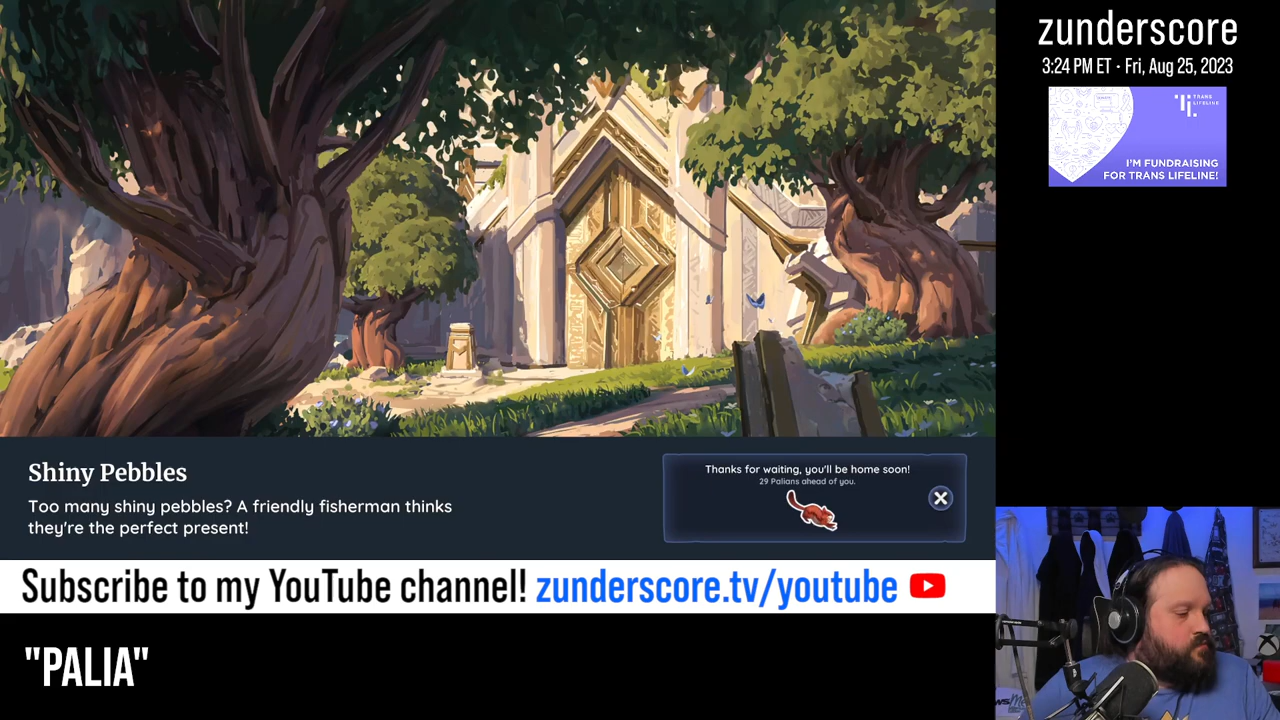 zunderscore
3:24 PM ET · Fri, Aug 25, 2023
TRANS
LIFELINE
I'M FUNDRAISING
FOR TRANS LIFELINE!
Shiny Pebbles
Too many shiny pebbles? A friendly fisherman thinks
they're the perfect present!
Thanks for waiting, you'll be home soon!
29 Palians ahead of you.
Subscribe to my YouTube channel! zunderscore.tv/youtube
"PALIA"